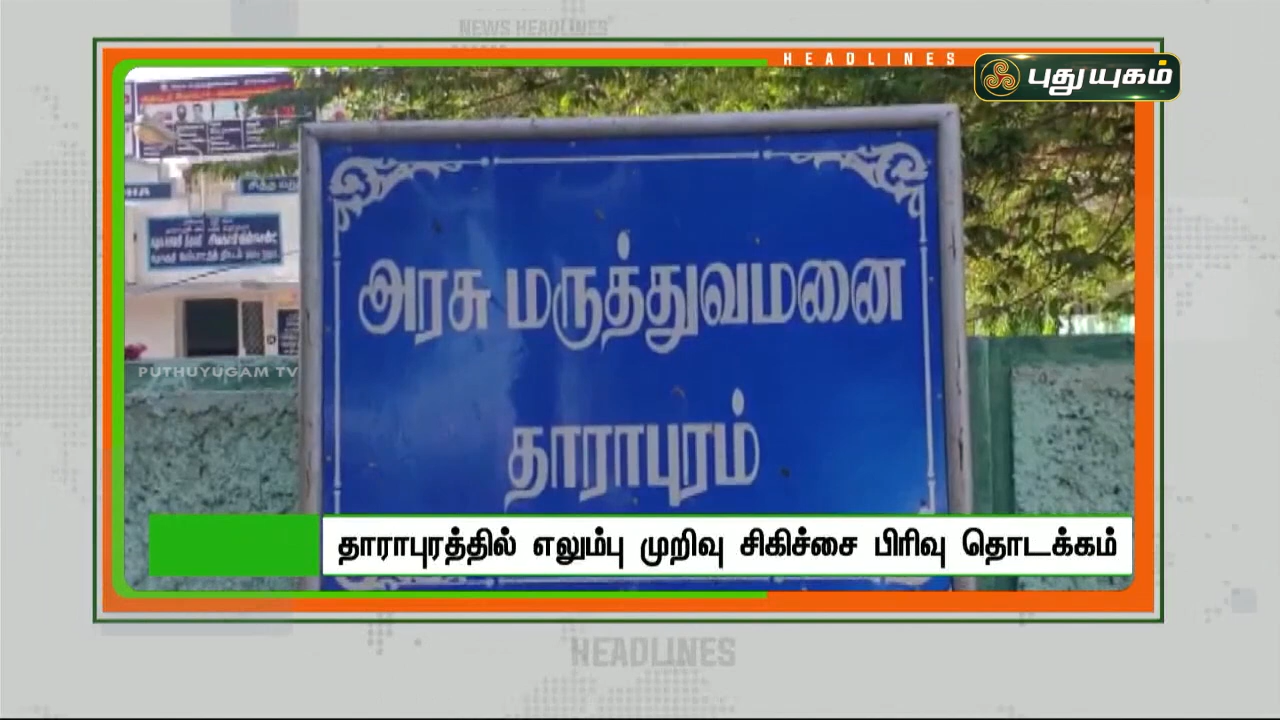 NEWS HEADLINES
HEADLINES
புதுயுகம்
அரசு மருத்துவமனை
தாராபுரம்
PUTHUYUGAM TV
தாராபுரத்தில் எலும்பு முறிவு சிகிச்சை பிரிவு தொடக்கம்
HEADLINES